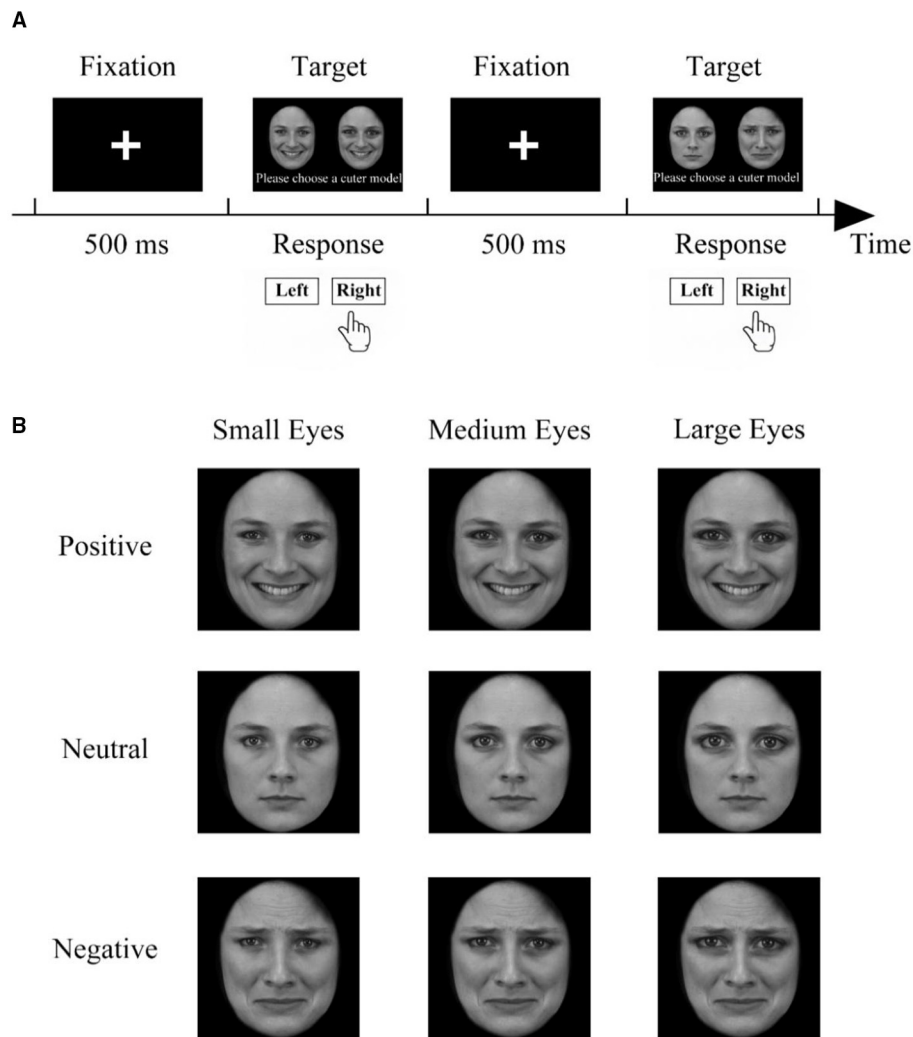 A
Fixation Target Fixation Target
Please choose a cuter model Please choose a cuter model
500 ms Response 500 ms Response Time
Left Right Left Right
B
Small Eyes Medium Eyes Large Eyes
Positive
Neutral
Negative